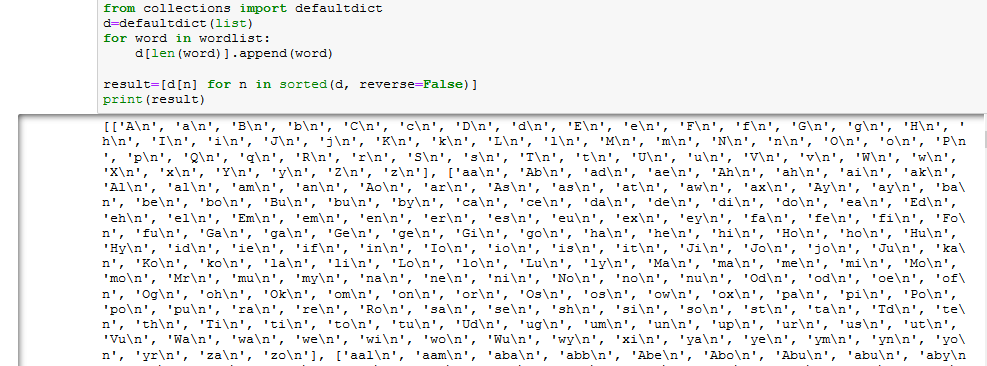 from collections import defaultdict
d=defaultdict(list)
for word in wordlist:
    d[len(word)].append(word)

result=[d[n] for n in sorted(d, reverse=False)]
print(result)
[['A\n', 'a\n', 'B\n', 'b\n', 'C\n', 'c\n', 'D\n', 'd\n', 'E\n', 'e\n', 'F\n', 'f\n', 'G\n', 'g\n', 'H\n', '
h\n', 'I\n', 'i\n', 'J\n', 'j\n', 'K\n', 'k\n', 'L\n', 'l\n', 'M\n', 'm\n', 'N\n', 'n\n', 'O\n', 'o\n', 'P\n
', 'p\n', 'Q\n', 'q\n', 'R\n', 'r\n', 'S\n', 's\n', 'T\n', 't\n', 'U\n', 'u\n', 'V\n', 'v\n', 'W\n', 'w\n',
'X\n', 'x\n', 'Y\n', 'y\n', 'Z\n', 'z\n'], ['aa\n', 'Ab\n', 'ad\n', 'ae\n', 'Ah\n', 'ah\n', 'ai\n', 'ak\n',
'Al\n', 'al\n', 'am\n', 'an\n', 'Ao\n', 'ar\n', 'As\n', 'as\n', 'at\n', 'aw\n', 'ax\n', 'Ay\n', 'ay\n', 'ba\
n', 'be\n', 'bo\n', 'Bu\n', 'bu\n', 'by\n', 'ca\n', 'ce\n', 'da\n', 'de\n', 'di\n', 'do\n', 'ea\n', 'Ed\n',
'eh\n', 'el\n', 'Em\n', 'em\n', 'en\n', 'er\n', 'es\n', 'eu\n', 'ex\n', 'ey\n', 'fa\n', 'fe\n', 'fi\n', 'Fo\
n', 'fu\n', 'Ga\n', 'ga\n', 'Ge\n', 'ge\n', 'Gi\n', 'go\n', 'ha\n', 'he\n', 'hi\n', 'Ho\n', 'ho\n', 'Hu\n',
'Hy\n', 'id\n', 'ie\n', 'if\n', 'in\n', 'Io\n', 'io\n', 'is\n', 'it\n', 'Ji\n', 'Jo\n', 'jo\n', 'Ju\n', 'ka\
n', 'Ko\n', 'ko\n', 'la\n', 'li\n', 'Lo\n', 'lo\n', 'Lu\n', 'ly\n', 'Ma\n', 'ma\n', 'me\n', 'mi\n', 'Mo\n',
'mo\n', 'Mr\n', 'mu\n', 'my\n', 'na\n', 'ne\n', 'ni\n', 'No\n', 'no\n', 'nu\n', 'Od\n', 'od\n', 'oe\n', 'of\
n', 'Og\n', 'oh\n', 'Ok\n', 'om\n', 'on\n', 'or\n', 'Os\n', 'os\n', 'ow\n', 'ox\n', 'pa\n', 'pi\n', 'Po\n',
'po\n', 'pu\n', 'ra\n', 're\n', 'Ro\n', 'sa\n', 'se\n', 'sh\n', 'si\n', 'so\n', 'st\n', 'ta\n', 'Td\n', 'te\
n', 'th\n', 'Ti\n', 'ti\n', 'to\n', 'tu\n', 'Ud\n', 'ug\n', 'um\n', 'un\n', 'up\n', 'ur\n', 'us\n', 'ut\n',
'Vu\n', 'Wa\n', 'wa\n', 'we\n', 'wi\n', 'wo\n', 'Wu\n', 'wy\n', 'xi\n', 'ya\n', 'ye\n', 'ym\n', 'yn\n', 'yo\
n', 'yr\n', 'za\n', 'zo\n'], ['aal\n', 'aam\n', 'aba\n', 'abb\n', 'Abe\n', 'Abo\n', 'Abu\n', 'abu\n', 'aby\n